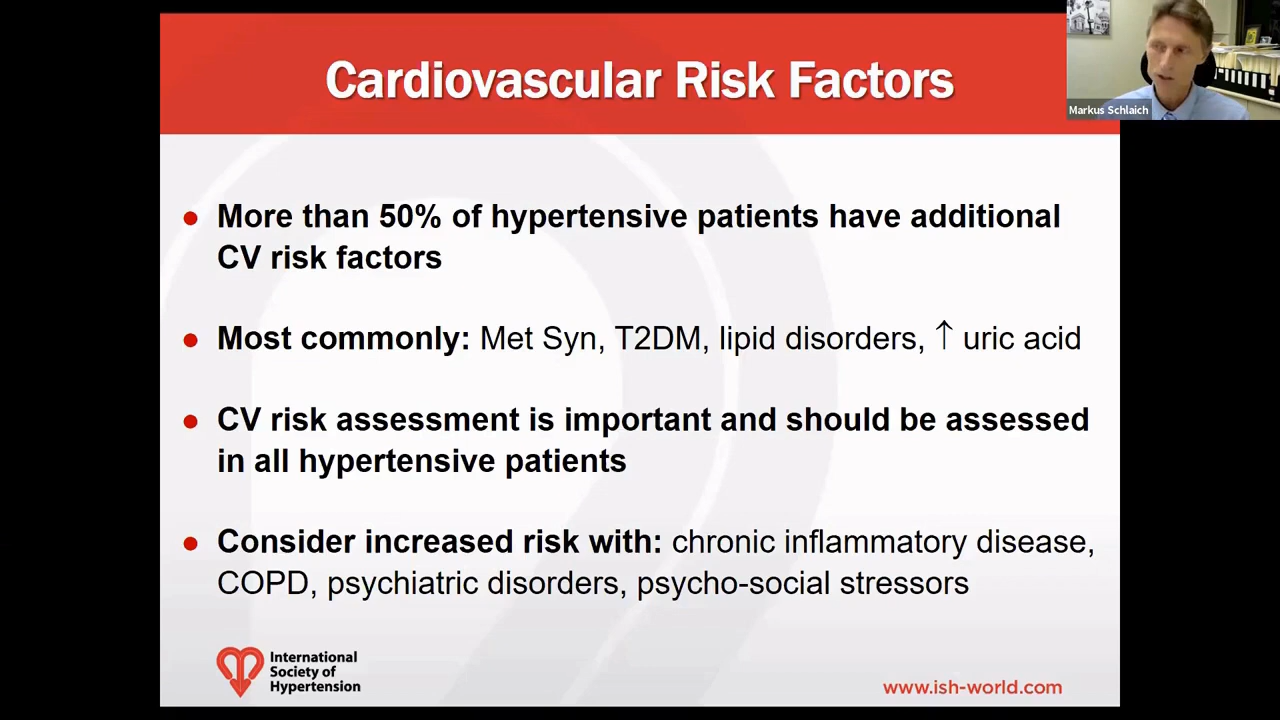 Cardiovascular Risk Factors
Markus Schlaich
● More than 50% of hypertensive patients have additional
CV risk factors
● Most commonly: Met Syn, T2DM, lipid disorders, ↑ uric acid
● CV risk assessment is important and should be assessed
in all hypertensive patients
● Consider increased risk with: chronic inflammatory disease,
COPD, psychiatric disorders, psycho-social stressors
International
Society of
Hypertension
www.ish-world.com